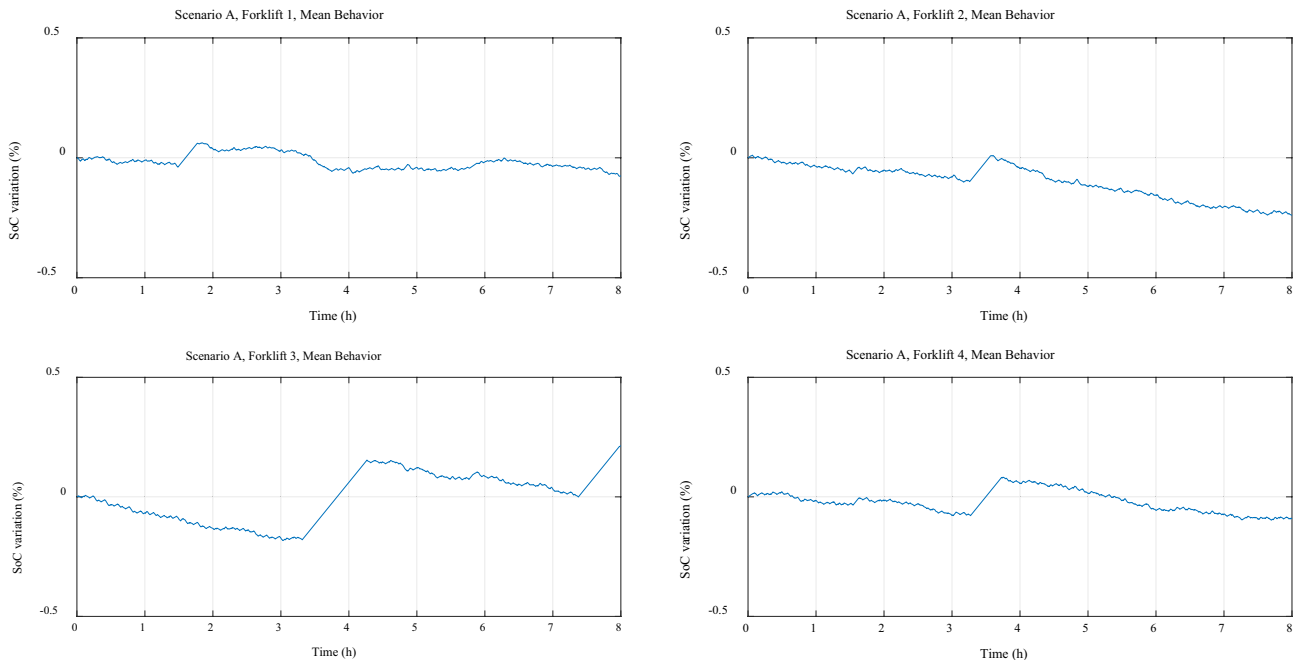 Scenario A, Forklift 1, Mean Behavior
0.5
0
-0.5
SoC variation (%)
0 1 2 3 4 5 6 7 8
Time (h)
Scenario A, Forklift 2, Mean Behavior
0.5
0
-0.5
SoC variation (%)
0 1 2 3 4 5 6 7 8
Time (h)
Scenario A, Forklift 3, Mean Behavior
0.5
0
-0.5
SoC variation (%)
0 1 2 3 4 5 6 7 8
Time (h)
Scenario A, Forklift 4, Mean Behavior
0.5
0
-0.5
SoC variation (%)
0 1 2 3 4 5 6 7 8
Time (h)